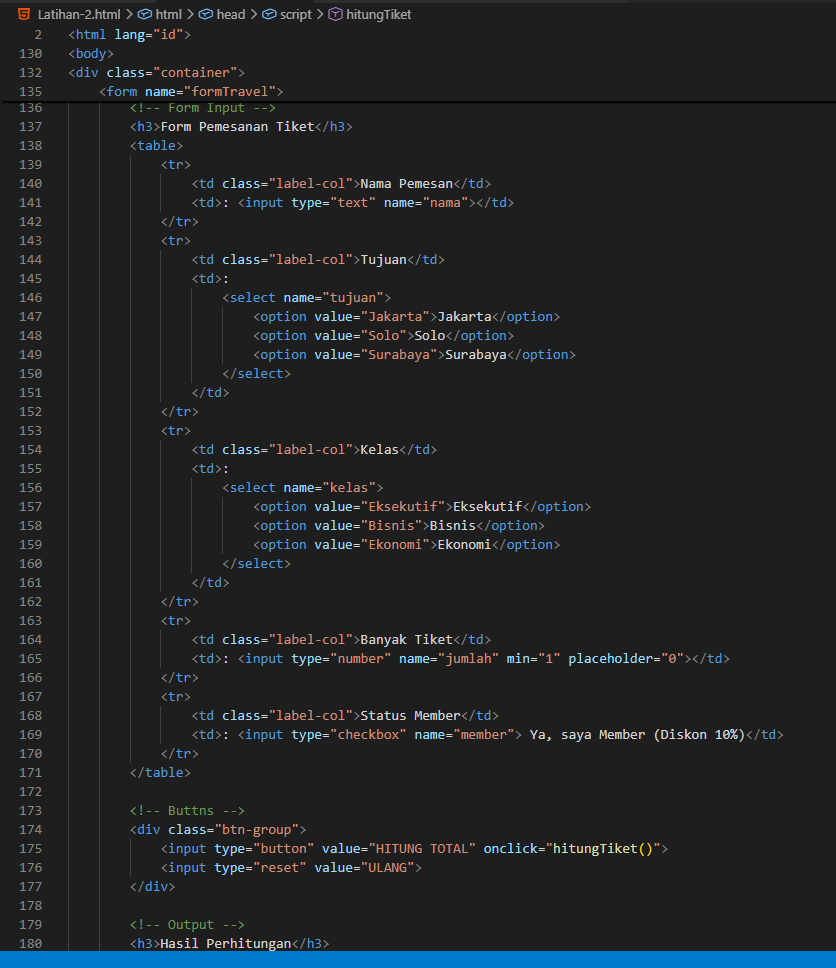 Latihan-2.html > html > head > script > hitungTiket
2 <html lang="id">
130 <body>
132 <div class="container">
135     <form name="formTravel">
136         <!-- Form Input -->
137         <h3>Form Pemesanan Tiket</h3>
138         <table>
139             <tr>
140                 <td class="label-col">Nama Pemesan</td>
141                 <td>: <input type="text" name="nama"></td>
142             </tr>
143             <tr>
144                 <td class="label-col">Tujuan</td>
145                 <td>:
146                     <select name="tujuan">
147                         <option value="Jakarta">Jakarta</option>
148                         <option value="Solo">Solo</option>
149                         <option value="Surabaya">Surabaya</option>
150                     </select>
151                 </td>
152             </tr>
153             <tr>
154                 <td class="label-col">Kelas</td>
155                 <td>:
156                     <select name="kelas">
157                         <option value="Eksekutif">Eksekutif</option>
158                         <option value="Bisnis">Bisnis</option>
159                         <option value="Ekonomi">Ekonomi</option>
160                     </select>
161                 </td>
162             </tr>
163             <tr>
164                 <td class="label-col">Banyak Tiket</td>
165                 <td>: <input type="number" name="jumlah" min="1" placeholder="0"></td>
166             </tr>
167             <tr>
168                 <td class="label-col">Status Member</td>
169                 <td>: <input type="checkbox" name="member"> Ya, saya Member (Diskon 10%)</td>
170             </tr>
171         </table>
172
173         <!-- Buttns -->
174         <div class="btn-group">
175             <input type="button" value="HITUNG TOTAL" onclick="hitungTiket()">
176             <input type="reset" value="ULANG">
177         </div>
178
179         <!-- Output -->
180         <h3>Hasil Perhitungan</h3>